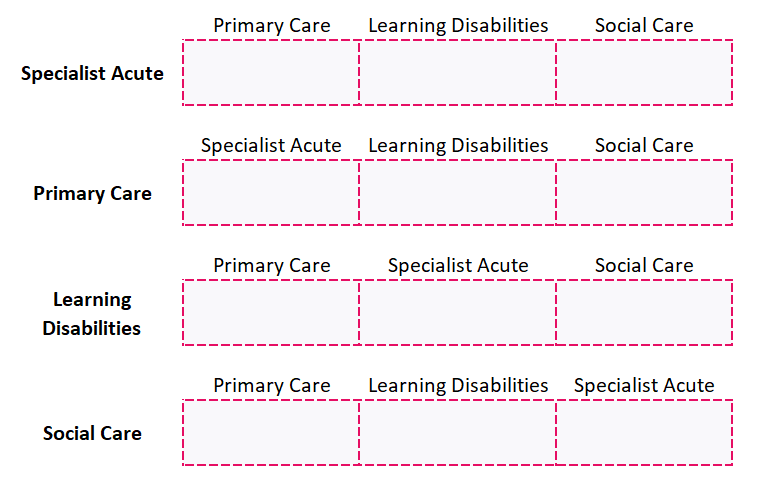 Primary Care Learning Disabilities Social Care
Specialist Acute
Specialist Acute Learning Disabilities Social Care
Primary Care
Primary Care Specialist Acute Social Care
Learning
Disabilities
Primary Care Learning Disabilities Specialist Acute
Social Care